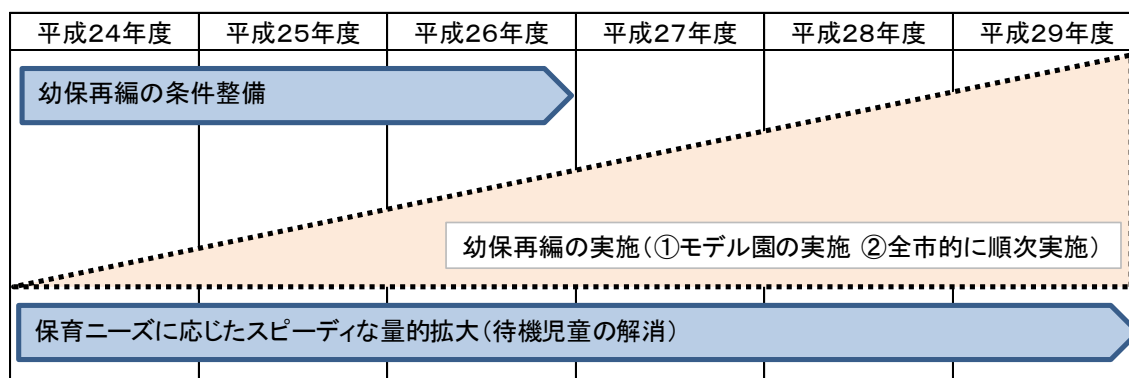 平成24年度 平成25年度 平成26年度 平成27年度 平成28年度 平成29年度
幼保再編の条件整備
幼保再編の実施(①モデル園の実施 ②全市的に順次実施)
保育ニーズに応じたスピーディな量的拡大(待機児童の解消)